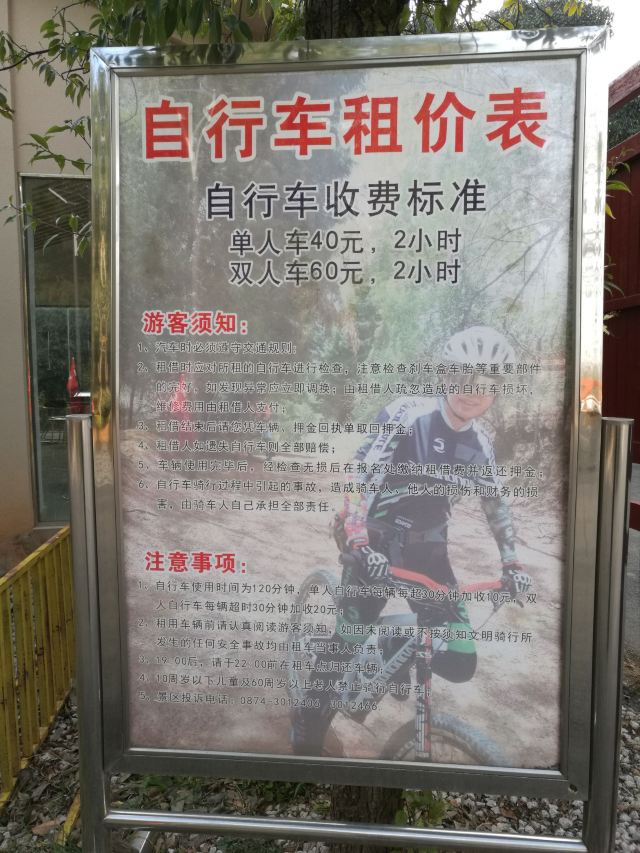 自行车租价表
自行车收费标准
单人车40元，2小时
双人车60元，2小时
游客须知：
1、汽车时必须遵守交通规则;
2、租借时应对所租的自行车进行检查，注意检查刹车盒车胎等重要部件
的完好，如发现异常应立即调换；由租借人疏忽造成的自行车损坏，
维修费用由租借人支付；
3、租借结束后请您凭车辆、押金回执单取回押金；
4、租借人如遗失自行车则全部赔偿；
5、车辆使用完毕后，经检查无损后在报名处缴纳租借费并返还押金；
6、自行车骑行过程中引起的事故，造成骑车人、他人的损伤和财务的损
害，由骑车人自己承担全部责任。
注意事项：
1、自行车使用时间为120分钟，单人自行车每辆每超30分钟加收10元，双
人自行车每辆超时30分钟加收20元；
2、租用车辆前请认真阅读游客须知，如因未阅读或不按须知文明骑行所
发生的任何安全事故均由租车当事人负责；
3、19：00后，请于22：00前在租车点归还车辆；
4、10周岁以下儿童及60周岁以上老人禁止骑行自行车；
5、景区投诉电话：0874-3012406 3012466.